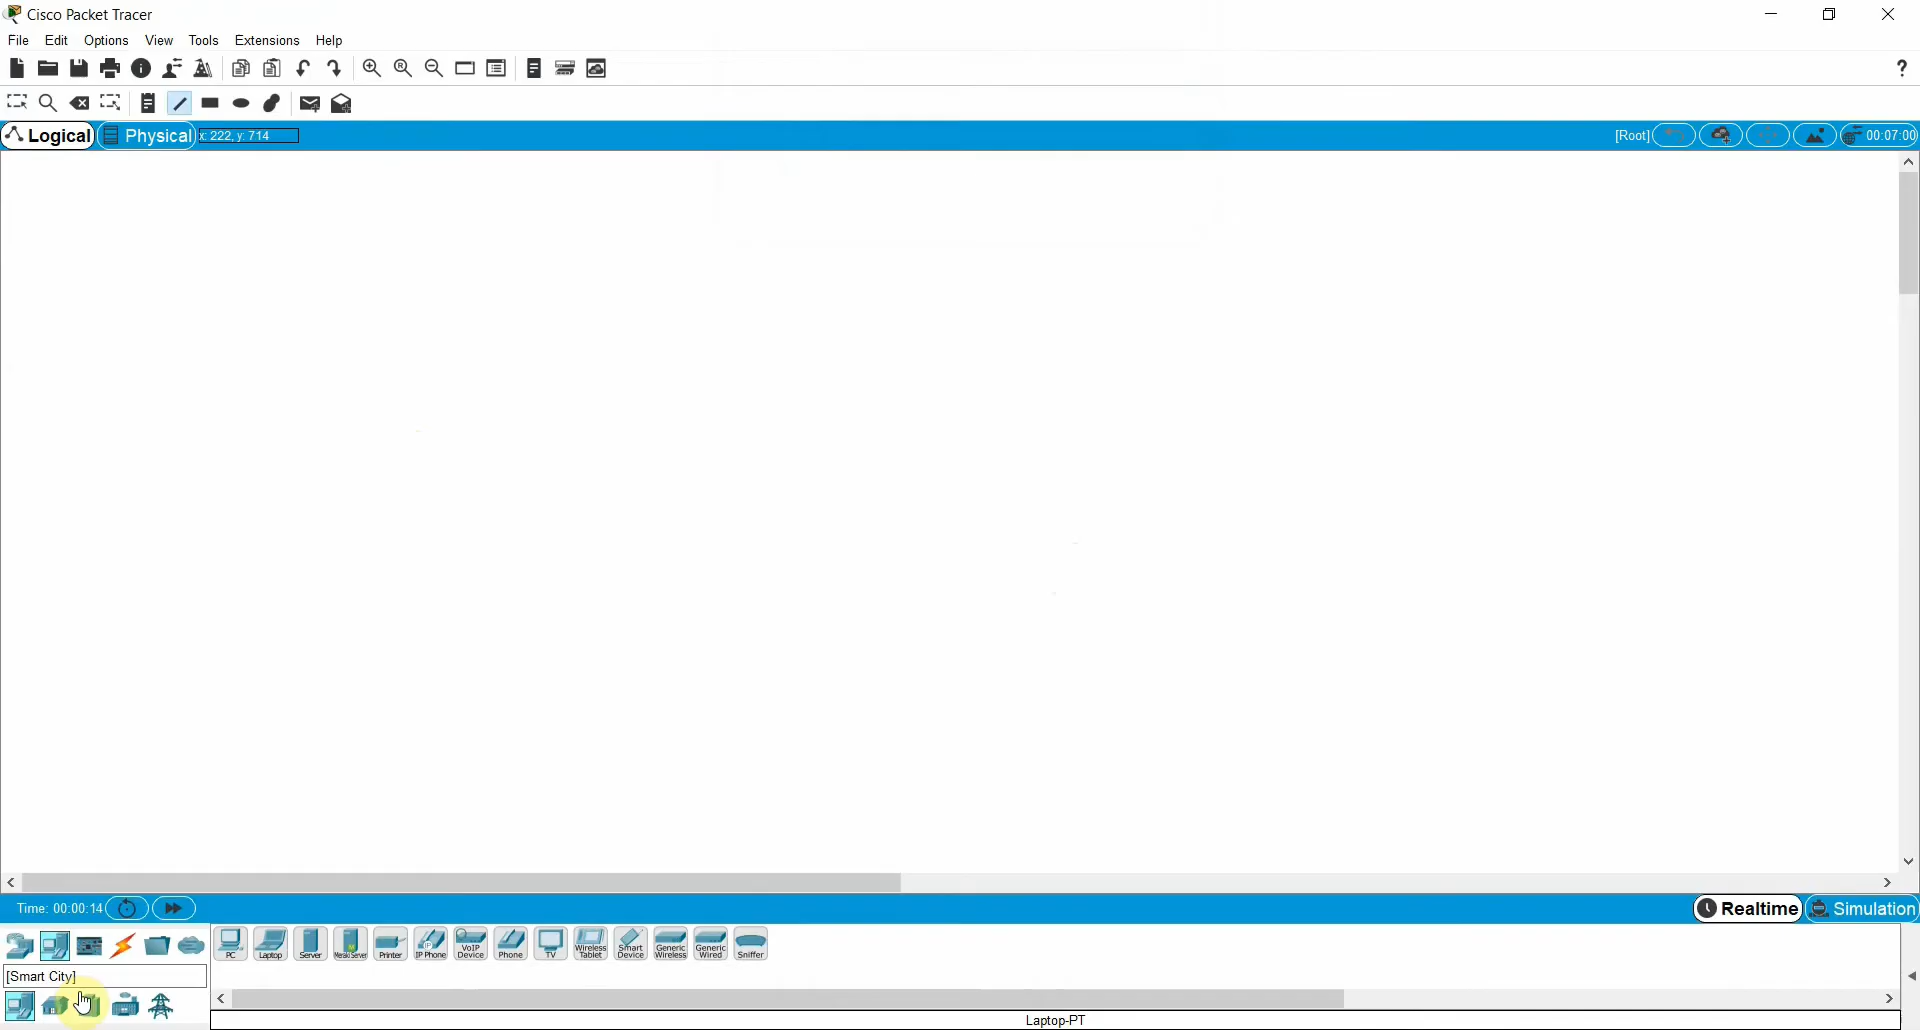 Cisco Packet Tracer
File Edit Options View Tools Extensions Help
Logical Physical x: 222, y: 714 [Root] 00:07:00
Time: 00:00:14 Realtime Simulation
PC Laptop Server Meraki Server Printer IP Phone VoIP Device Phone TV Wireless Tablet Smart Device Generic Wireless Generic Wired Sniffer
[Smart City]
Laptop-PT